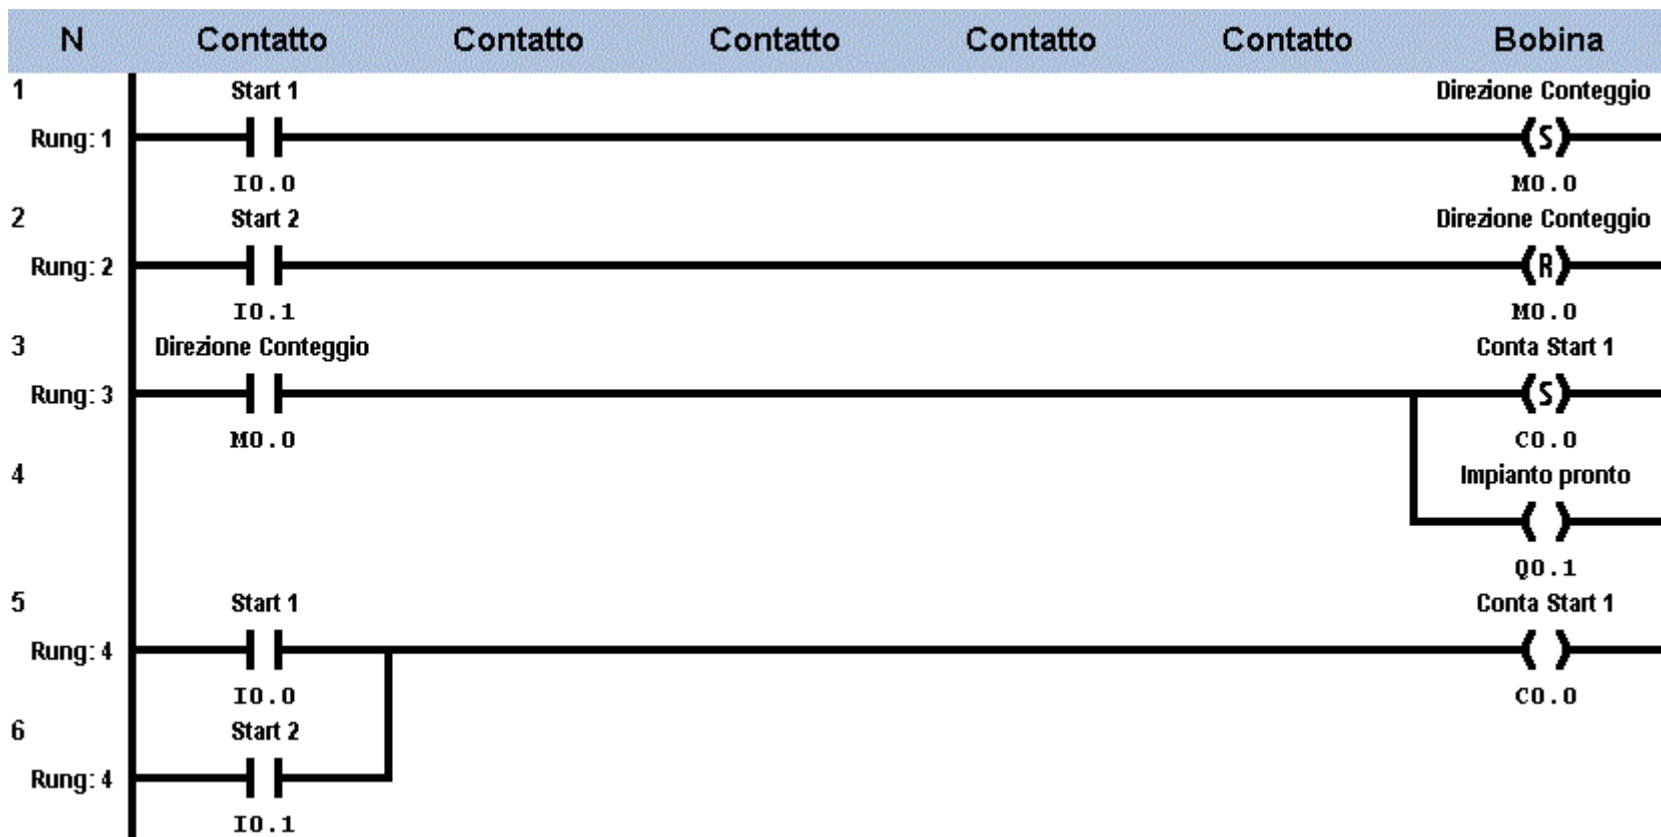 N Contatto Contatto Contatto Contatto Contatto Bobina
1 Start 1 Direzione Conteggio
Rung: 1 S
I0.0 M0.0
2 Start 2 Direzione Conteggio
Rung: 2 R
I0.1 M0.0
3 Direzione Conteggio Conta Start 1
Rung: 3 S
M0.0 C0.0
4 Impianto pronto
Q0.1
5 Start 1 Conta Start 1
Rung: 4
I0.0 C0.0
6 Start 2
Rung: 4
I0.1